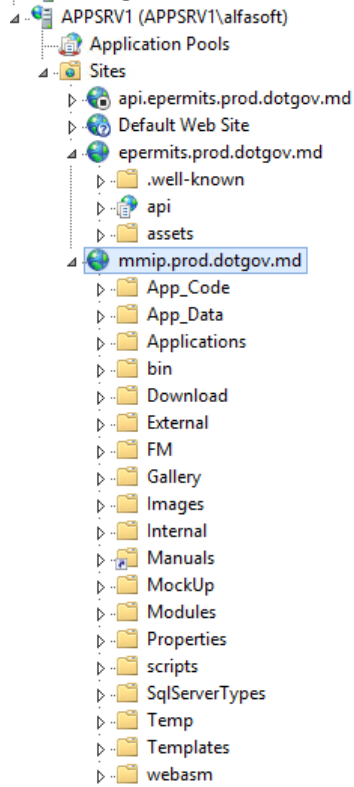 APPSRV1 (APPSRV1\alfasoft)
Application Pools
Sites
api.epermits.prod.dotgov.md
Default Web Site
epermits.prod.dotgov.md
.well-known
api
assets
mmip.prod.dotgov.md
App_Code
App_Data
Applications
bin
Download
External
FM
Gallery
Images
Internal
Manuals
MockUp
Modules
Properties
scripts
SqlServerTypes
Temp
Templates
webasm